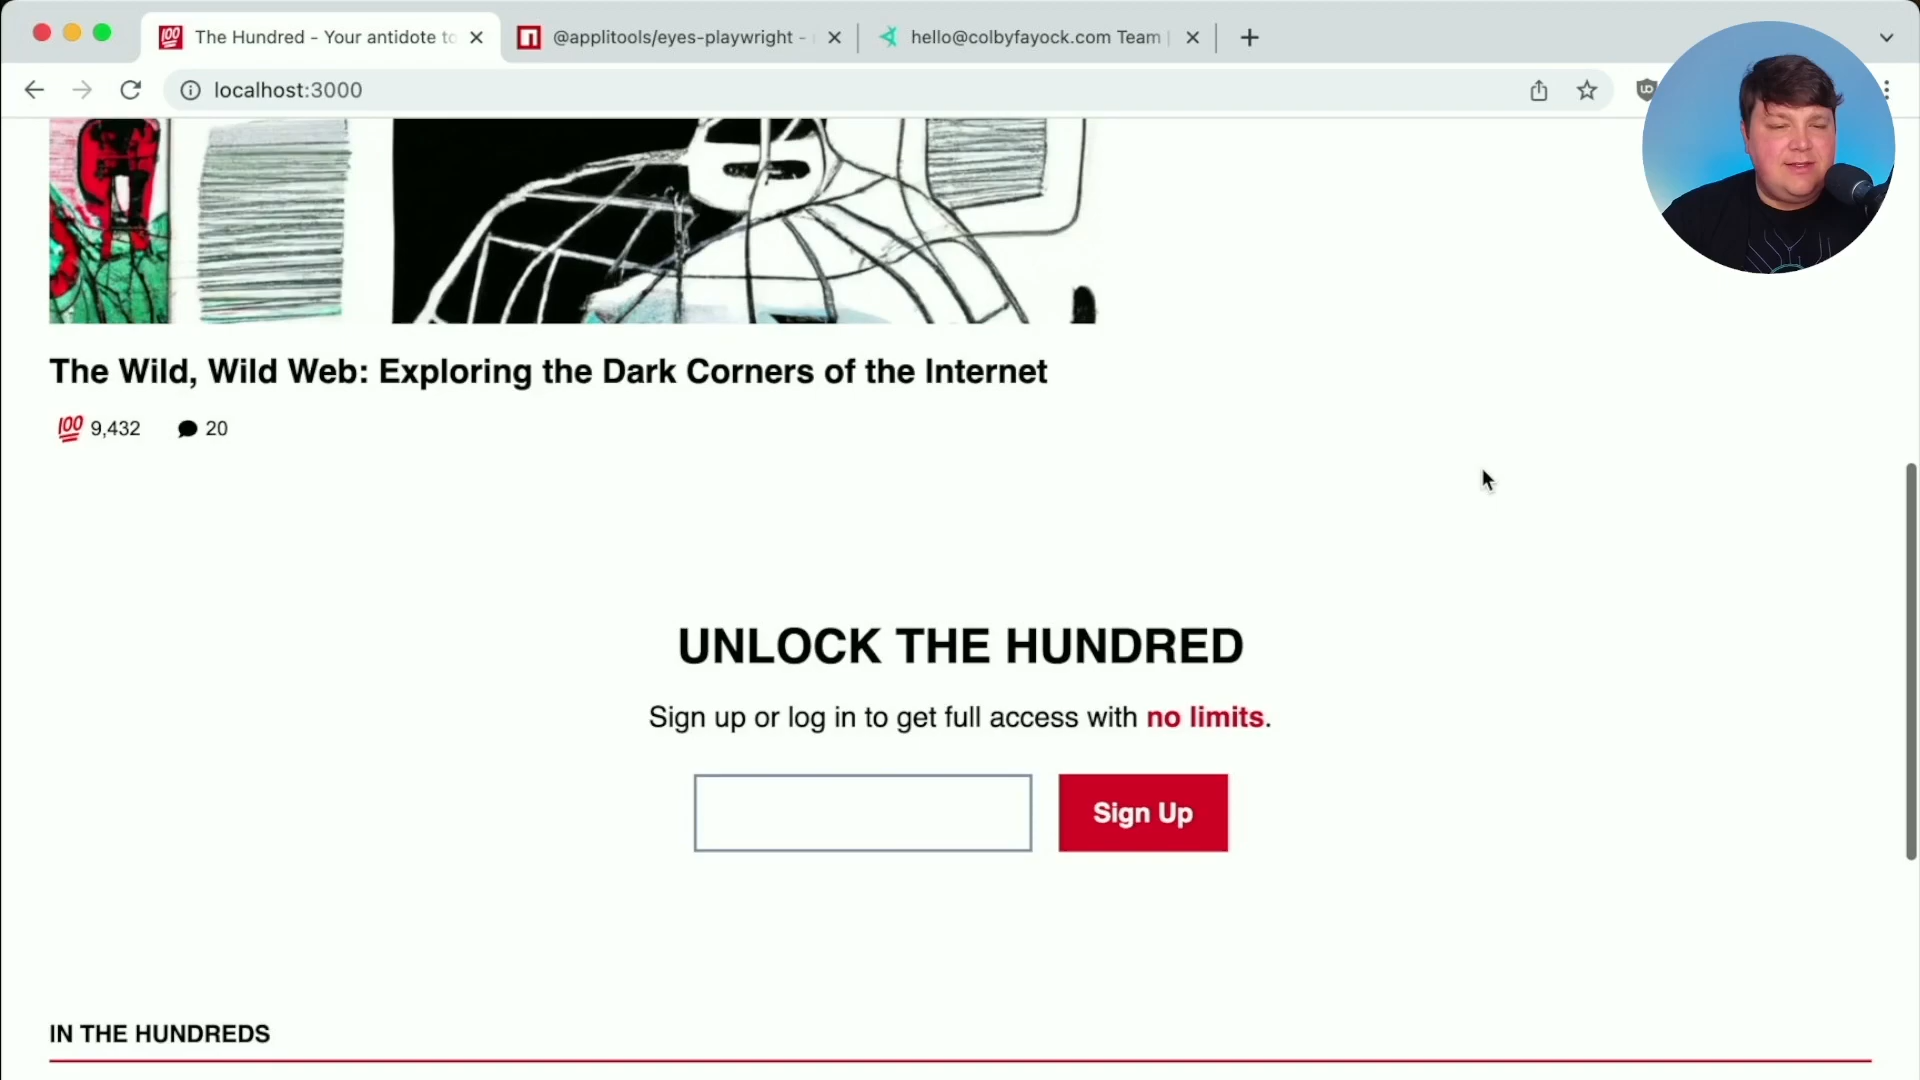 The Hundred - Your antidote to
@applitools/eyes-playwright -
hello@colbyfayock.com Team |
localhost:3000
The Wild, Wild Web: Exploring the Dark Corners of the Internet
100 9,432 20
UNLOCK THE HUNDRED
Sign up or log in to get full access with no limits.
Sign Up
IN THE HUNDREDS